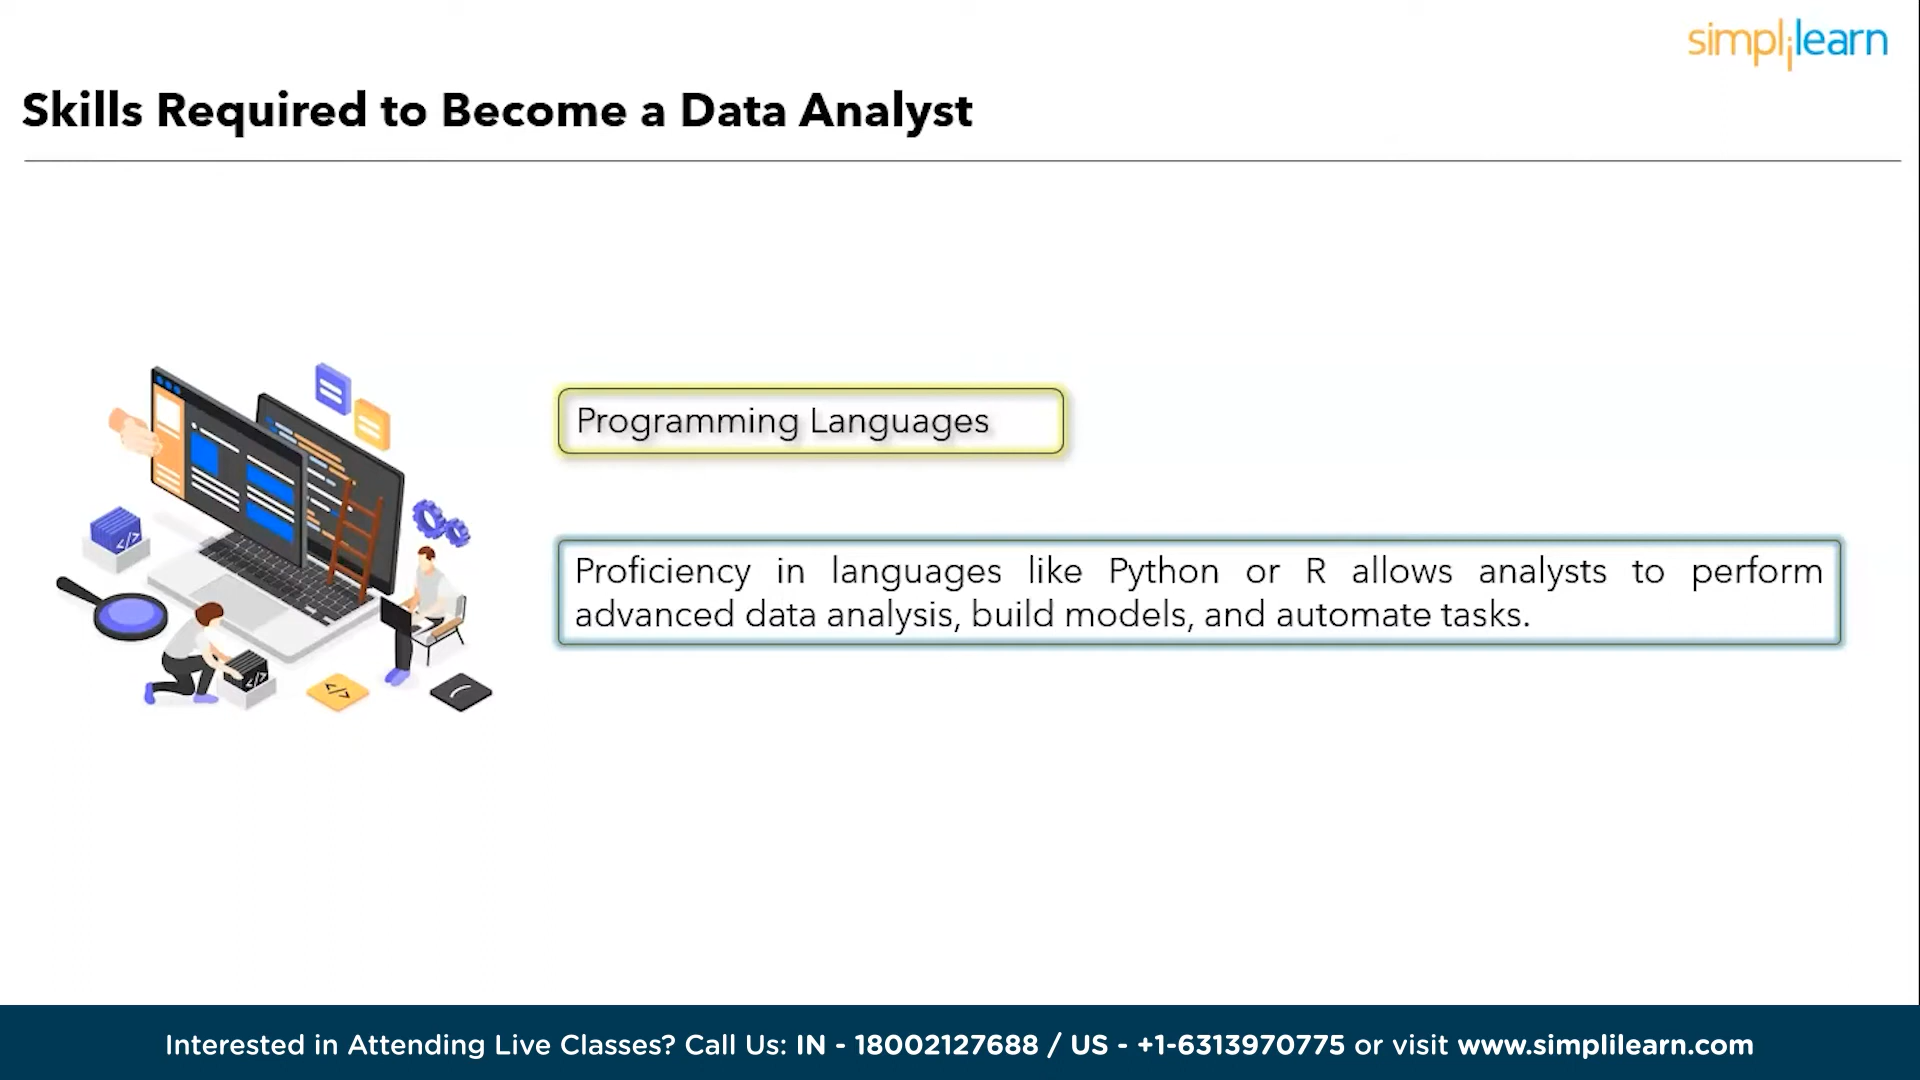 simplilearn
Skills Required to Become a Data Analyst
Programming Languages
Proficiency in languages like Python or R allows analysts to perform
advanced data analysis, build models, and automate tasks.
</>
</>
</>
Interested in Attending Live Classes? Call Us: IN - 18002127688 / US - +1-6313970775 or visit www.simplilearn.com